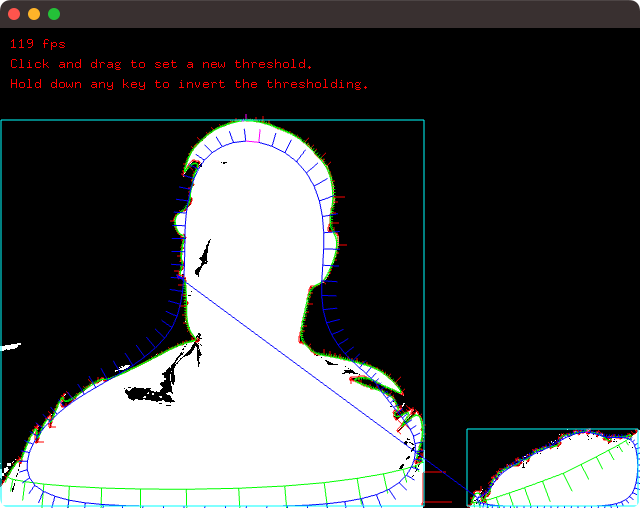 119 fps
Click and drag to set a new threshold.
Hold down any key to invert the thresholding.